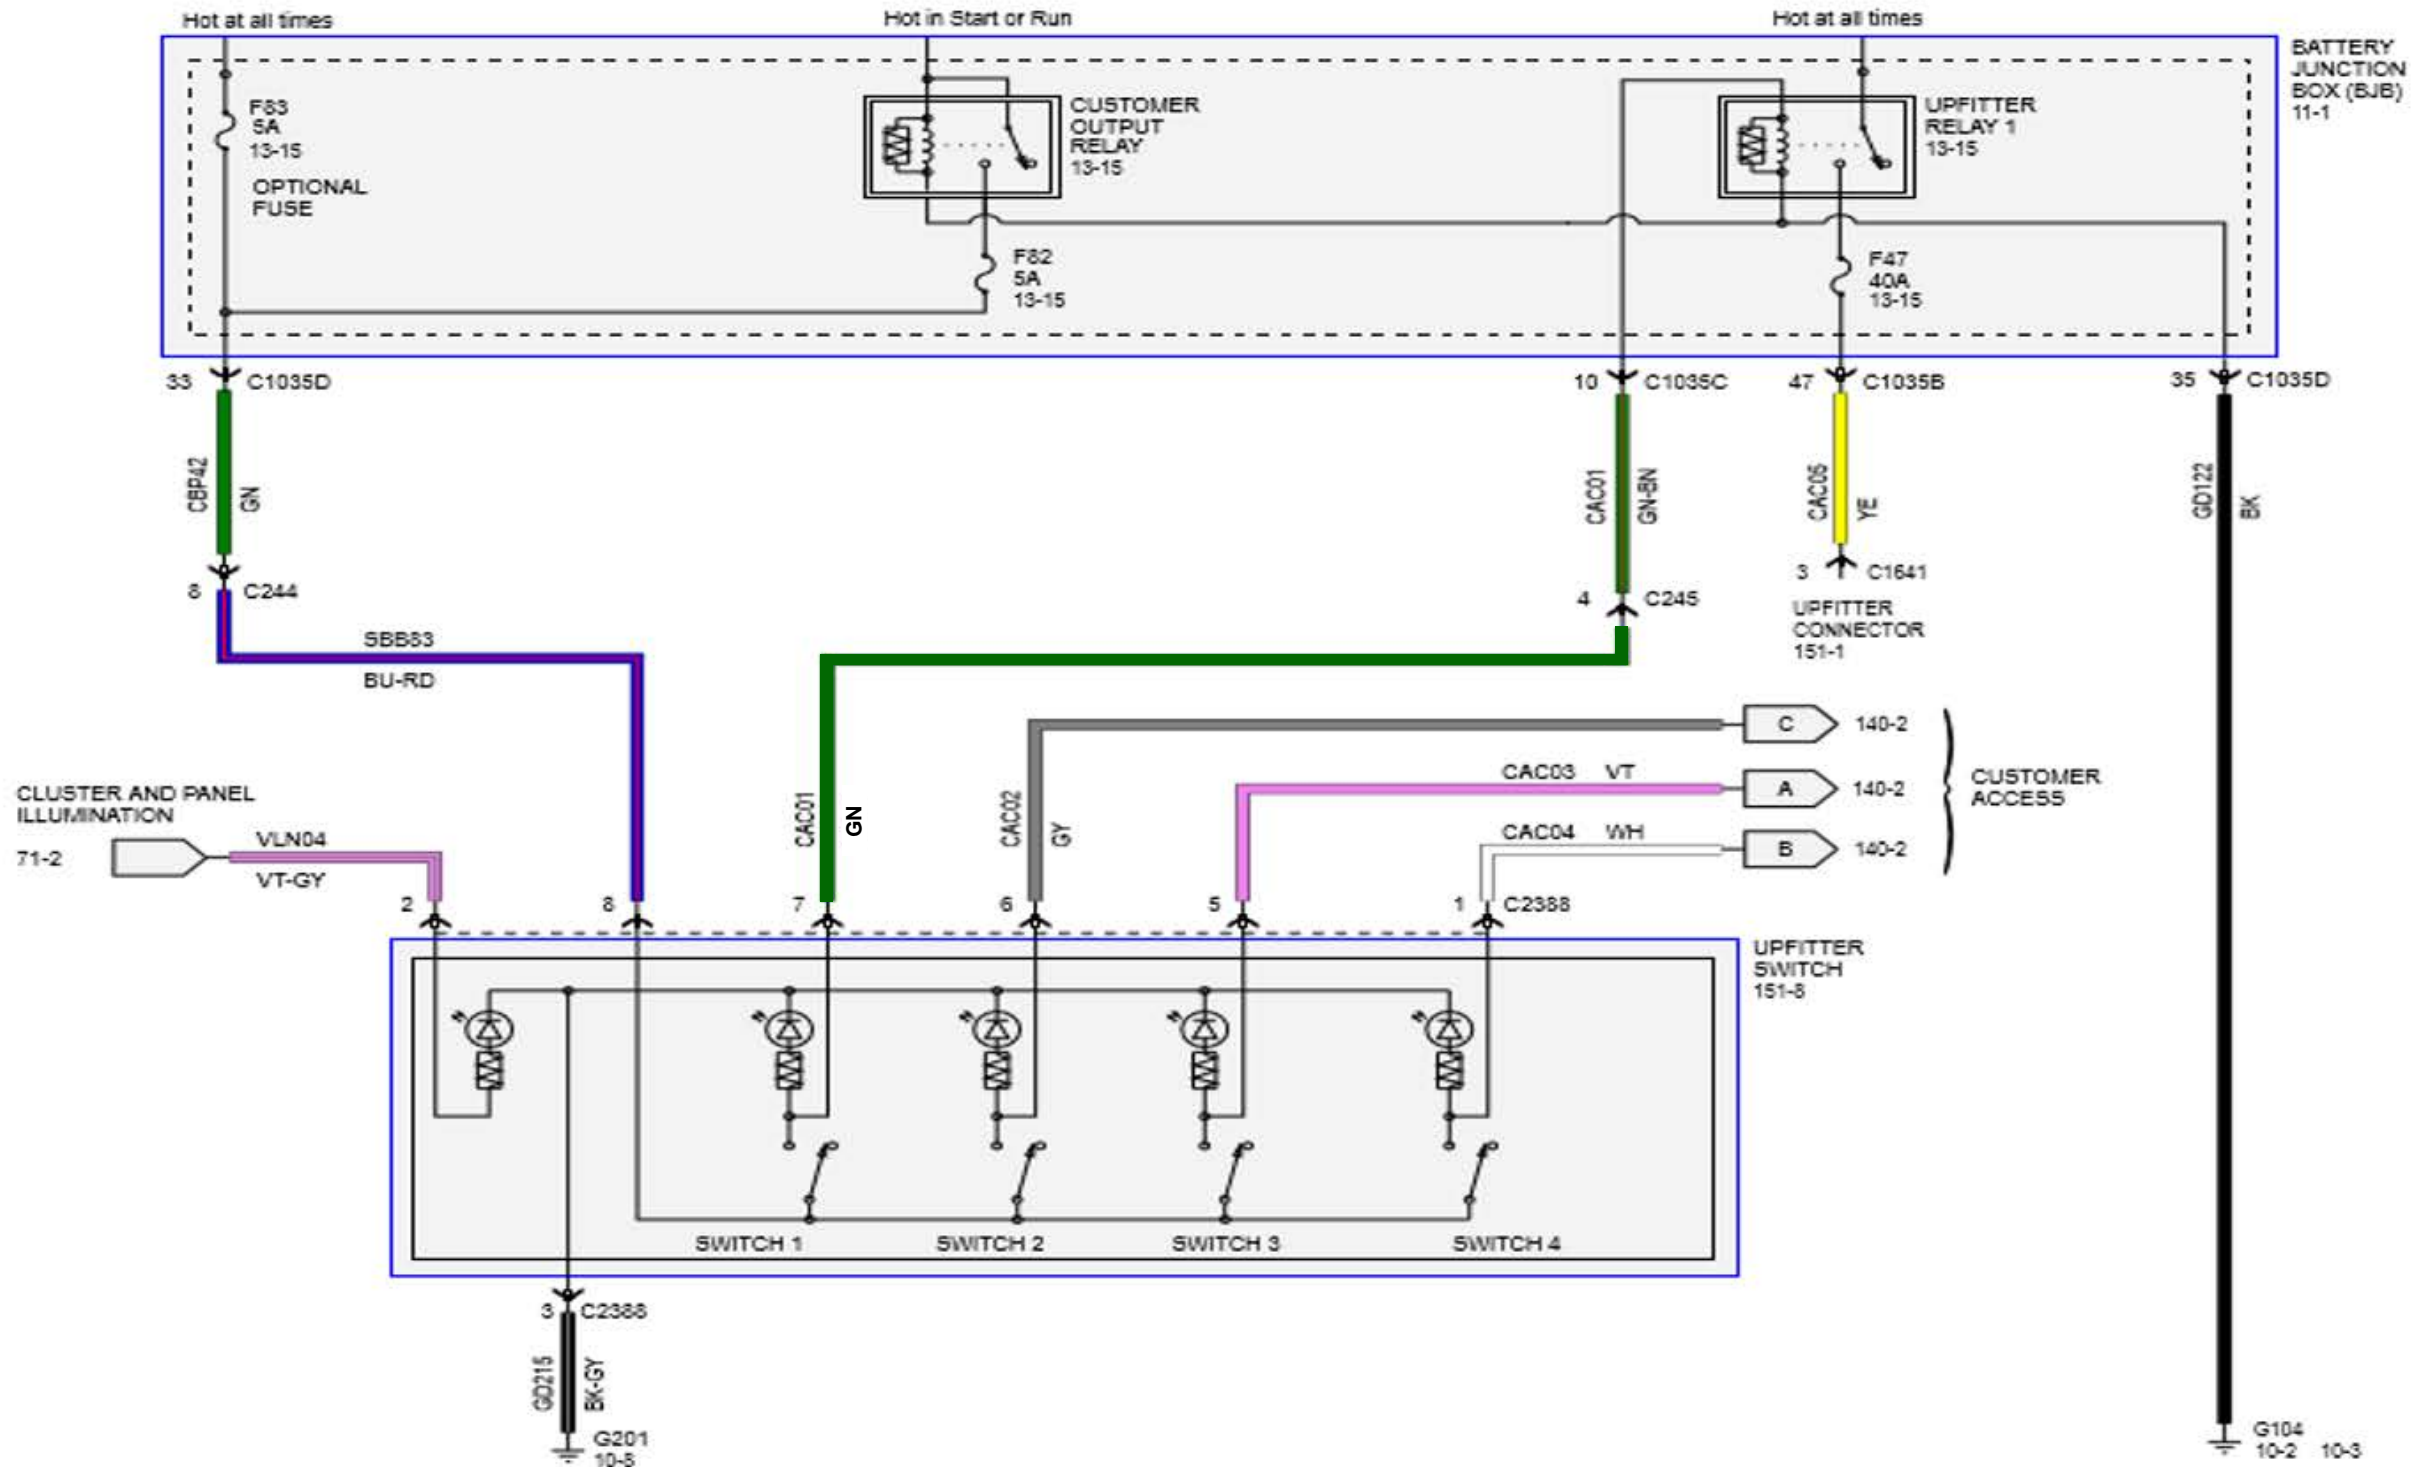 Hot at all times
Hot in Start or Run
Hot at all times
BATTERY
JUNCTION
BOX (BJB)
11-1
F83
5A
13-15
OPTIONAL
FUSE
CUSTOMER
OUTPUT
RELAY
13-15
UPFITTER
RELAY 1
13-15
F82
5A
13-15
F47
40A
13-15
33
C1035D
10
C1035C
47
C1035B
35
C1035D
CBP42
GN
CAC01
GN-BN
CAC05
YE
GD122
BK
8
C244
4
C245
3
C1641
UPFITTER
CONNECTOR
151-1
SBB83
BU-RD
C
140-2
CAC03
VT
A
140-2
CUSTOMER
ACCESS
CAC04
WH
B
140-2
CLUSTER AND PANEL
ILLUMINATION
71-2
VLN04
VT-GY
CAC01
GN
CAC02
GY
2
8
7
6
5
1
C2388
UPFITTER
SWITCH
151-8
SWITCH 1
SWITCH 2
SWITCH 3
SWITCH 4
3
C2388
GD215
BK-GY
G201
10-8
G104
10-2
10-3